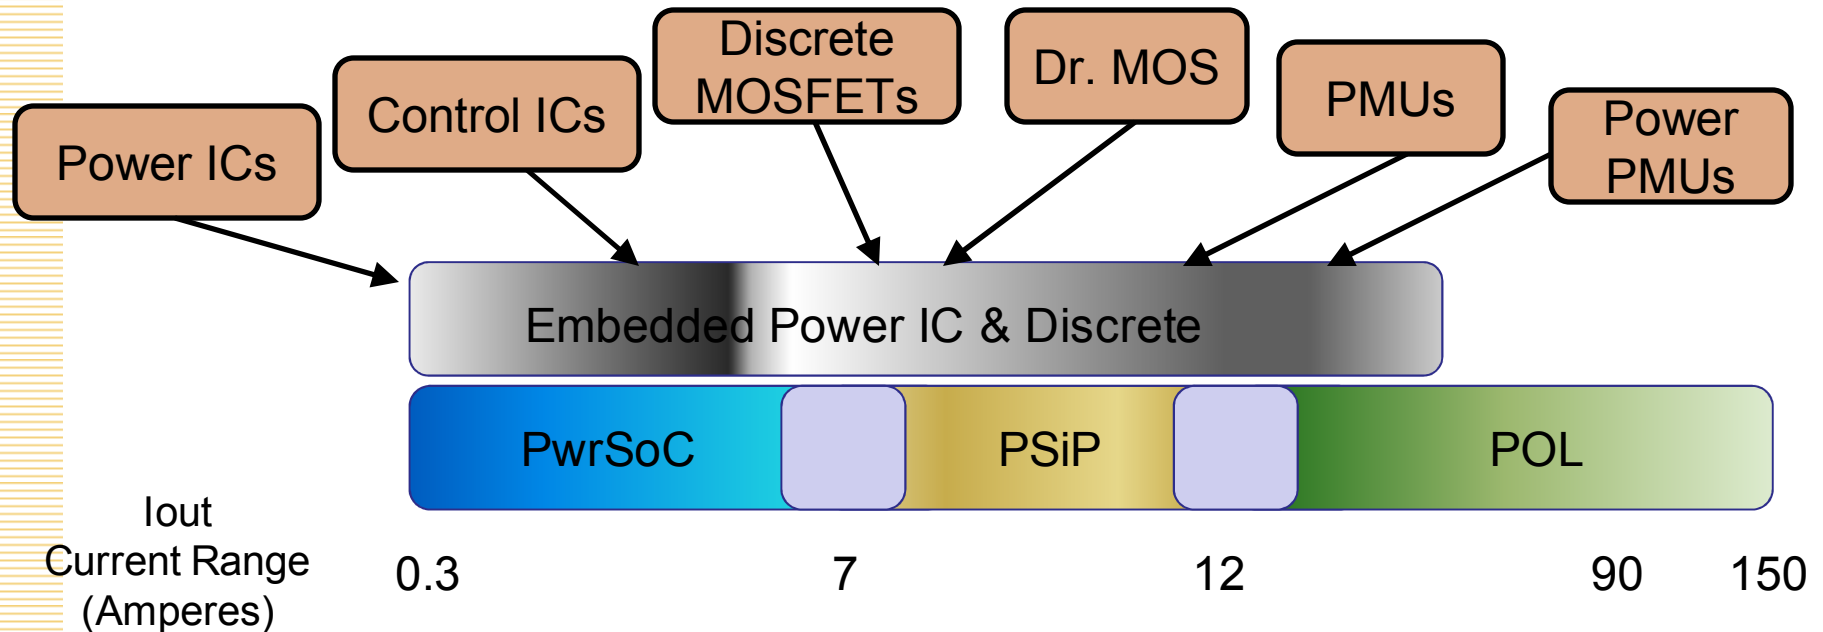 Power ICs
Control ICs
Discrete
MOSFETs
Dr. MOS
PMUs
Power
PMUs
Embedded Power IC & Discrete
PwrSoC
PSiP
POL
Iout
Current Range
(Amperes)
0.3
7
12
90
150